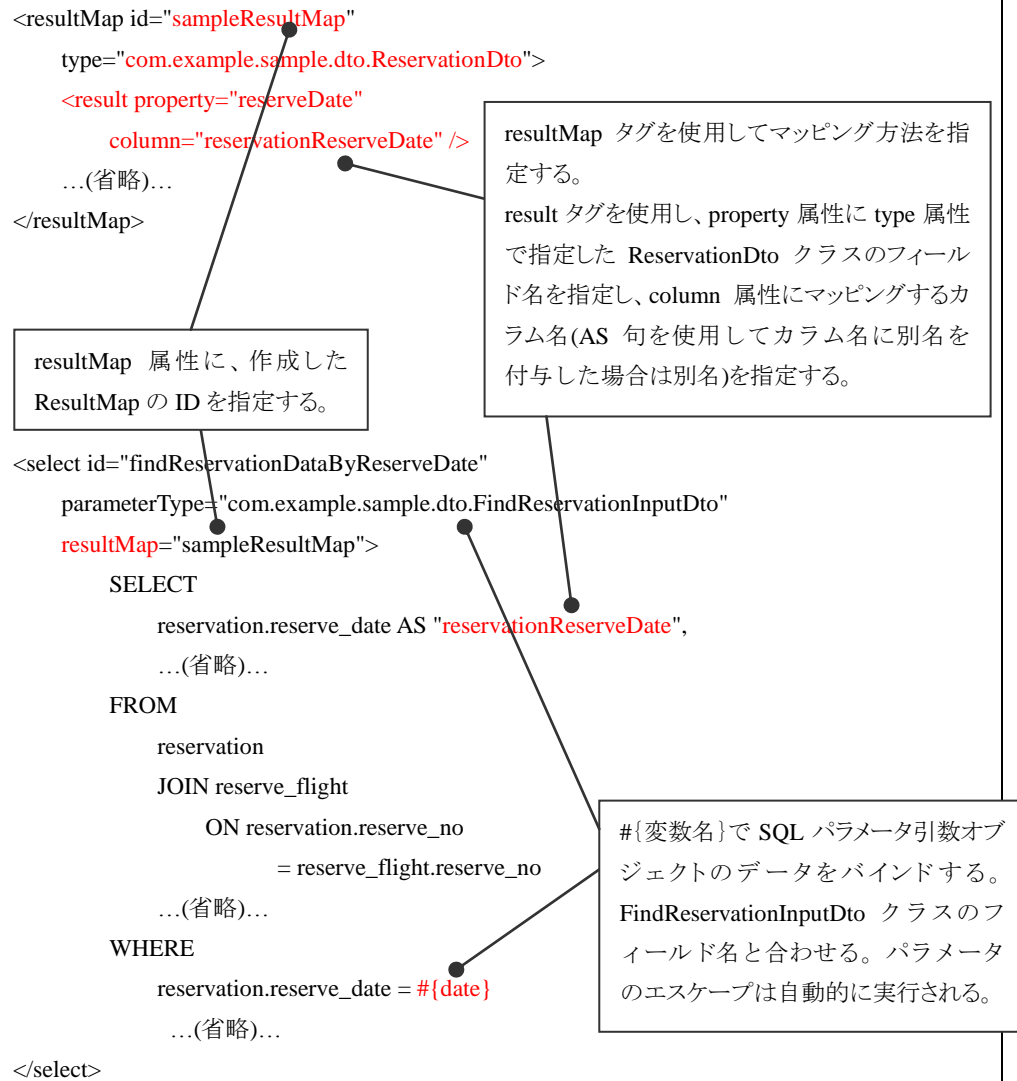 <resultMap id="sampleResultMap"
type="com.example.sample.dto.ReservationDto">
<result property="reserveDate"
column="reservationReserveDate" />
…(省略)…
</resultMap>
resultMap タグを使用してマッピング方法を指
定する。
result タグを使用し、property 属性に type 属性
で指定した ReservationDto クラスのフィール
ド名を指定し、column 属性にマッピングするカ
ラム名(AS 句を使用してカラム名に別名を
付与した場合は別名)を指定する。
resultMap 属性に、作成した
ResultMap の ID を指定する。
<select id="findReservationDataByReserveDate"
parameterType="com.example.sample.dto.FindReservationInputDto"
resultMap="sampleResultMap">
SELECT
reservation.reserve_date AS "reservationReserveDate",
…(省略)…
FROM
reservation
JOIN reserve_flight
ON reservation.reserve_no
= reserve_flight.reserve_no
…(省略)…
WHERE
reservation.reserve_date = #{date}
…(省略)…
</select>
#{変数名}で SQL パラメータ引数オブ
ジェクトのデータをバインドする。
FindReservationInputDto クラスのフ
ィールド名と合わせる。パラメータ
のエスケープは自動的に実行される。